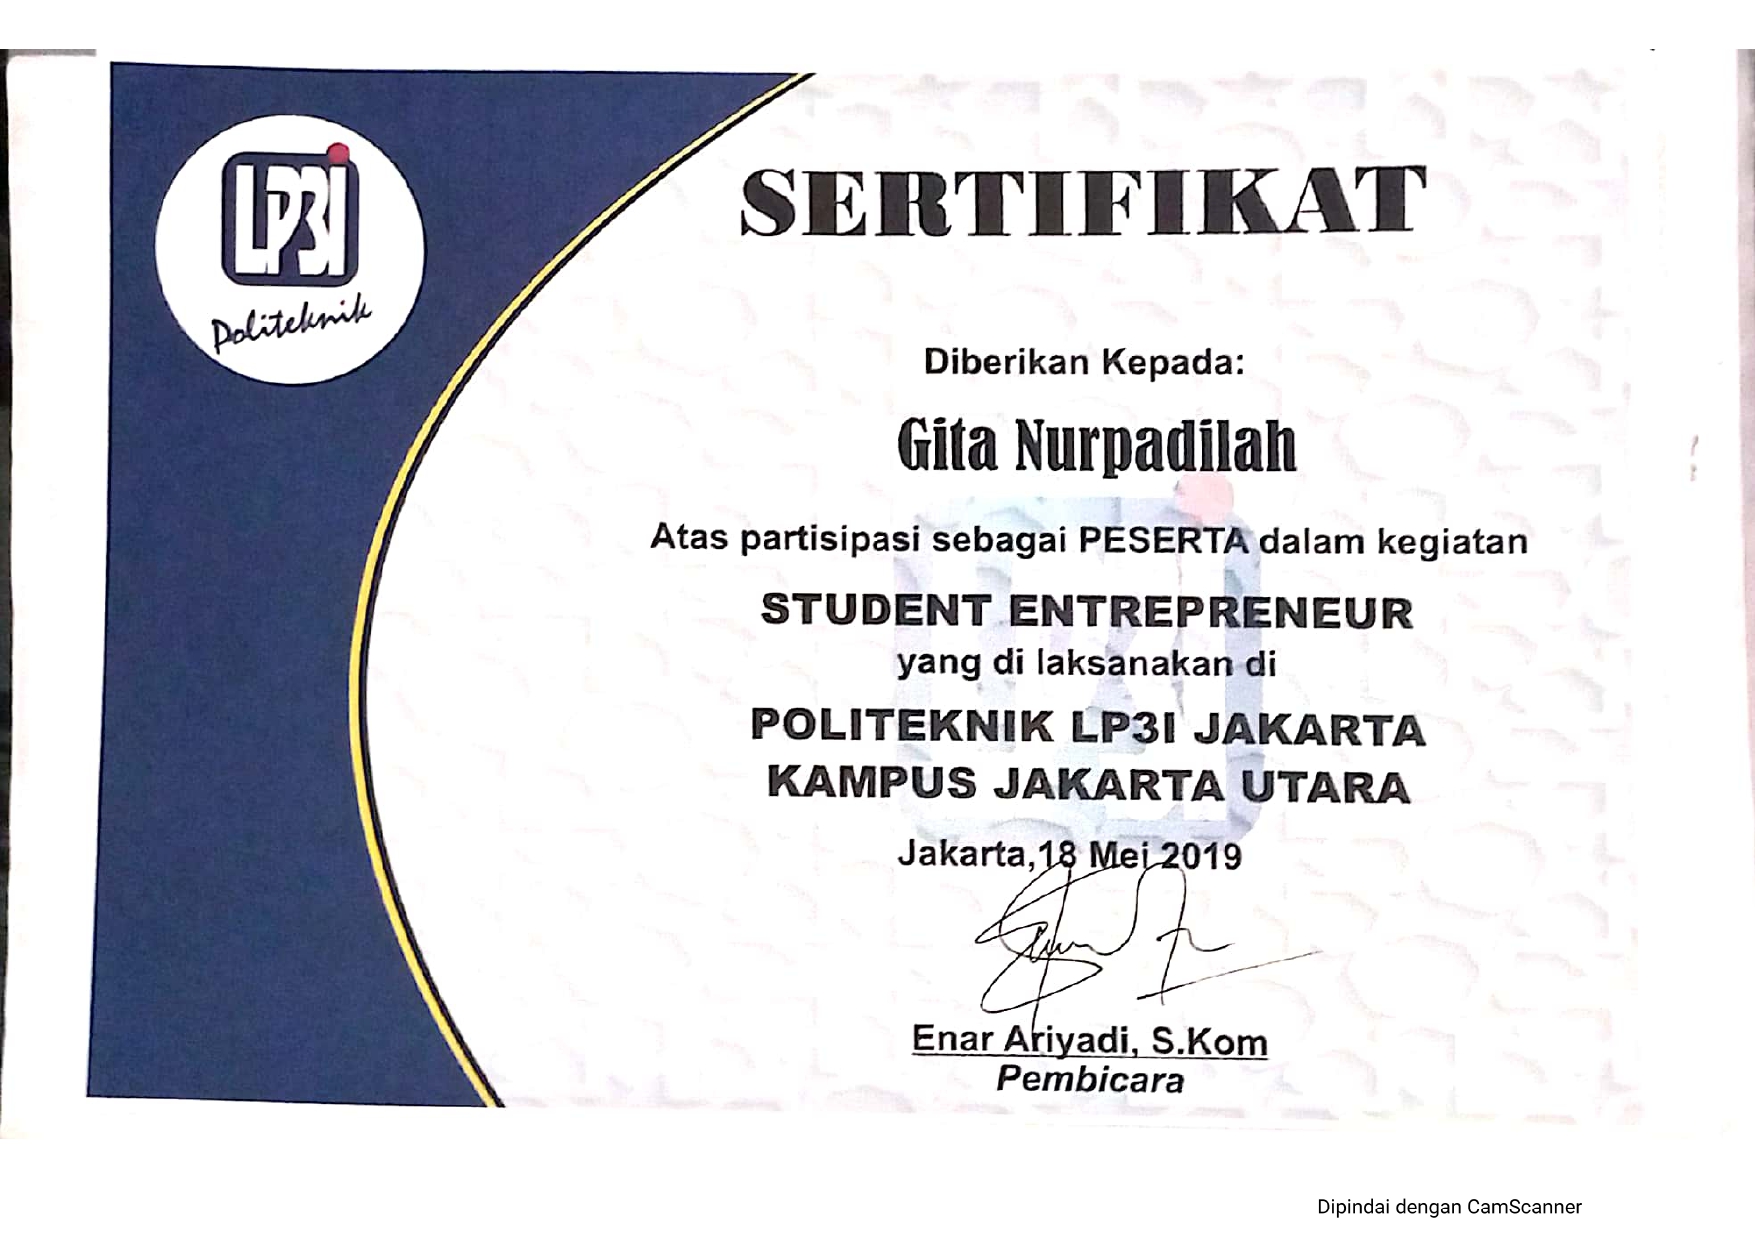 LP3I
Politeknik
SERTIFIKAT
Diberikan Kepada:
Gita Nurpadilah
Atas partisipasi sebagai PESERTA dalam kegiatan
STUDENT ENTREPRENEUR
yang di laksanakan di
POLITEKNIK LP3I JAKARTA
KAMPUS JAKARTA UTARA
Jakarta,18 Mei 2019
Enar Ariyadi, S.Kom
Pembicara
Dipindai dengan CamScanner